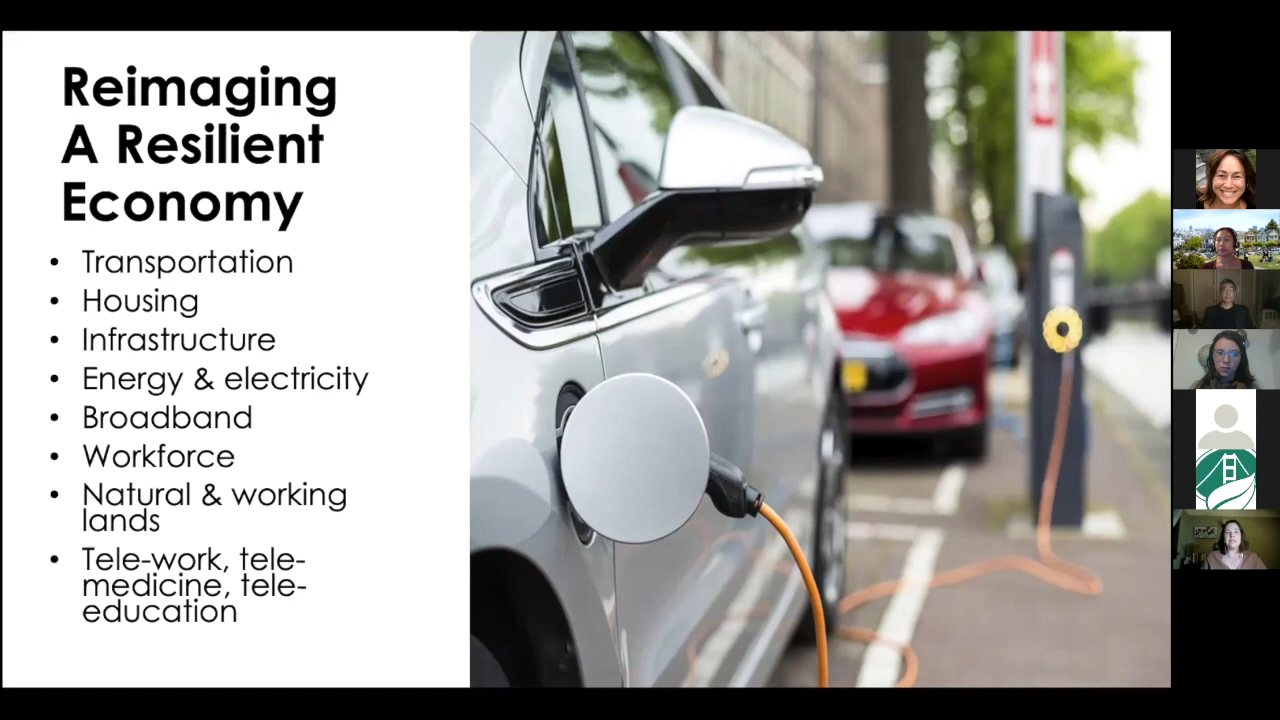 Reimaging
A Resilient
Economy
• Transportation
• Housing
• Infrastructure
• Energy & electricity
• Broadband
• Workforce
• Natural & working
lands
• Tele-work, tele-
medicine, tele-
education